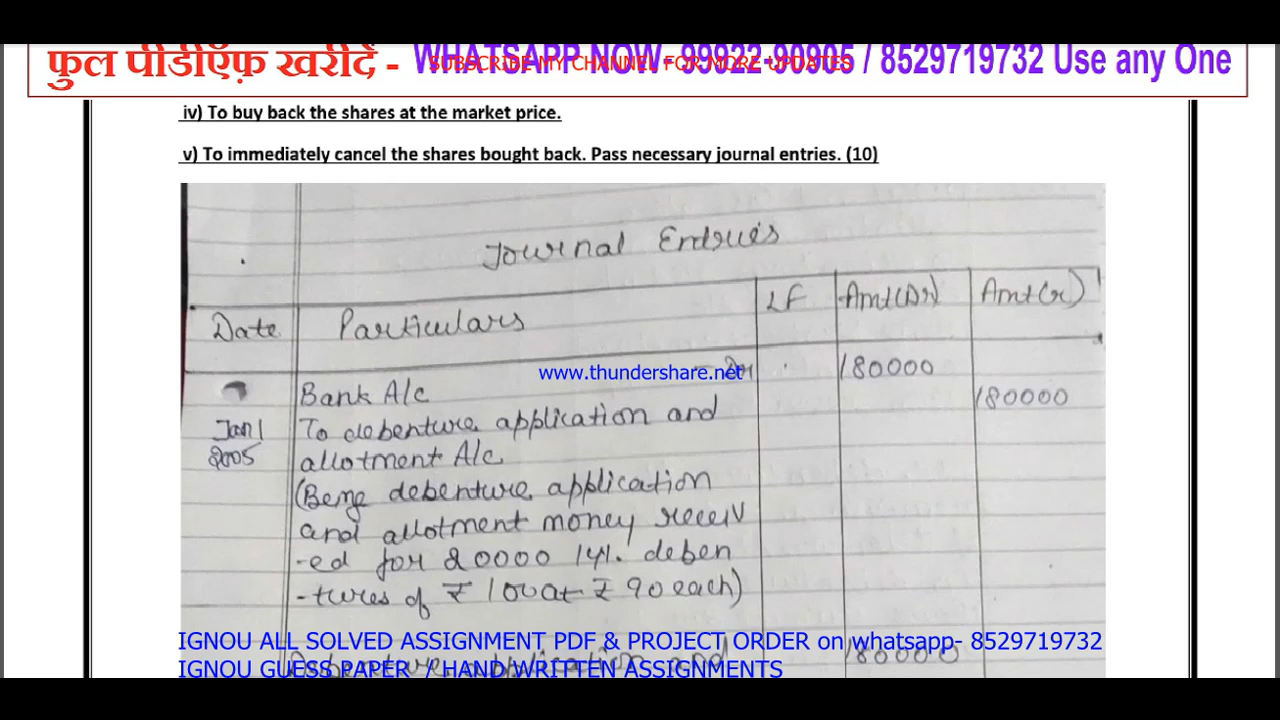 फुल पीडीऍफ़ खरीदें - WHATSAPP NOW - 99922-90905 / 8529719732 Use any One
SUBSCRIBE MY CHANNEL FOR MORE UPDATES
iv) To buy back the shares at the market price.
v) To immediately cancel the shares bought back. Pass necessary journal entries. (10)
Journal Entries
Date Particulars LF Amt(Dr) Amt(cr)
www.thundershare.net
Bank A/c Dr 180000
Jan 1 To debenture application and 180000
2005 allotment A/c
(Being debenture application
and allotment money receiv
-ed for 20000 14%. deben
-tures of ₹ 100 at ₹ 90 each)
IGNOU ALL SOLVED ASSIGNMENT PDF & PROJECT ORDER on whatsapp- 8529719732
Debenture application and 180000
IGNOU GUESS PAPER / HAND WRITTEN ASSIGNMENTS